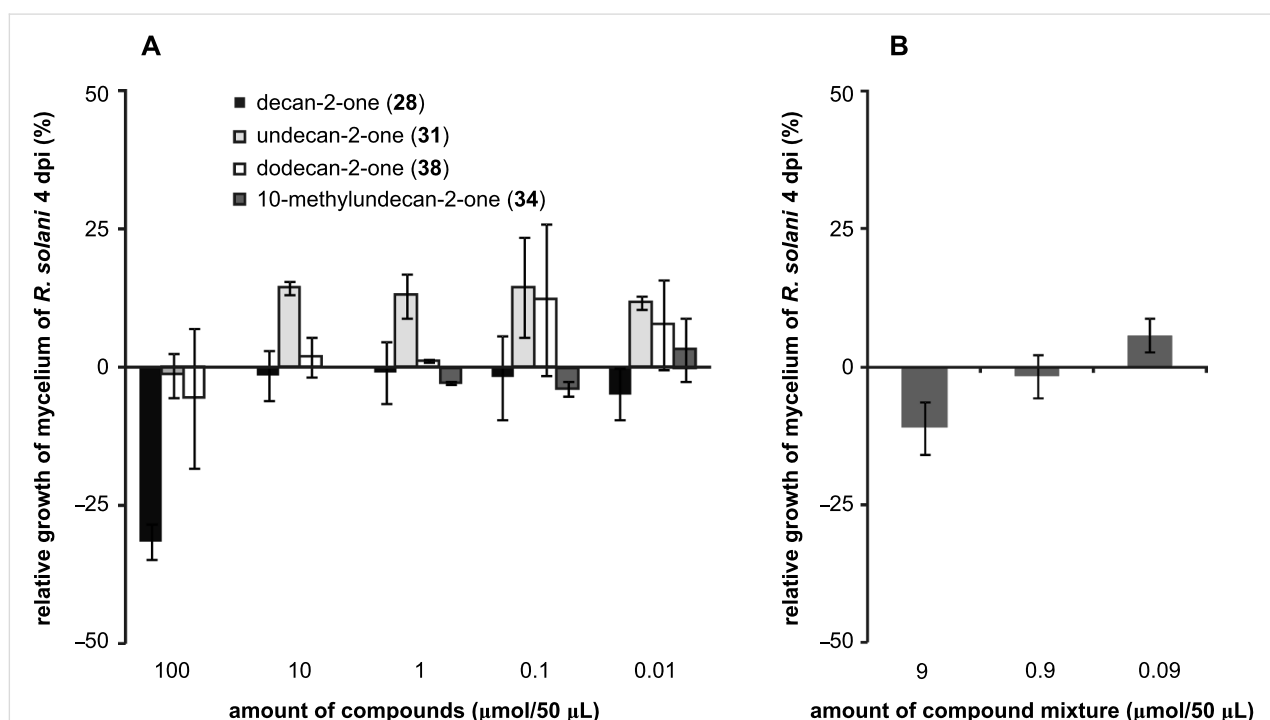 A
relative growth of mycelium of R. solani 4 dpi (%)
50
25
0
–25
–50
decan-2-one (28)
undecan-2-one (31)
dodecan-2-one (38)
10-methylundecan-2-one (34)
100 10 1 0.1 0.01
amount of compounds (μmol/50 μL)
B
relative growth of mycelium of R. solani 4 dpi (%)
50
25
0
–25
–50
9 0.9 0.09
amount of compound mixture (μmol/50 μL)